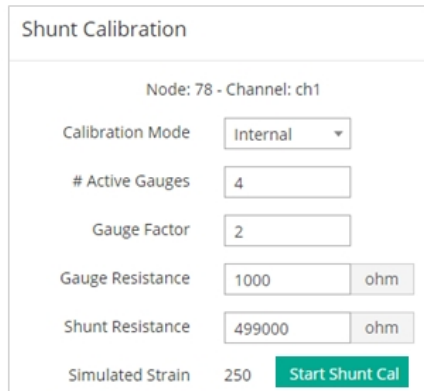 Shunt Calibration
Node: 78 - Channel: ch1
Calibration Mode Internal
# Active Gauges 4
Gauge Factor 2
Gauge Resistance 1000 ohm
Shunt Resistance 499000 ohm
Simulated Strain 250 Start Shunt Cal